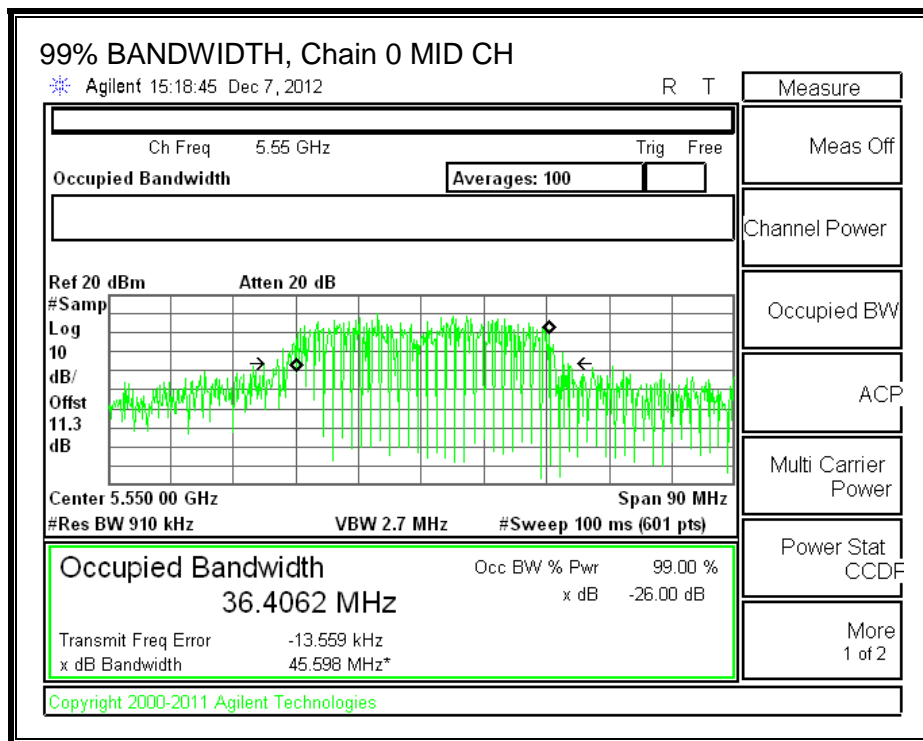 99% BANDWIDTH, Chain 0 MID CH
Agilent 15:18:45 Dec 7, 2012 R T
Measure
Ch Freq 5.55 GHz Trig Free
Meas Off
Occupied Bandwidth Averages: 100
Channel Power
Ref 20 dBm Atten 20 dB
#Samp
Log
10
dB/
Offst
11.3
dB
Occupied BW
ACP
Multi Carrier
Power
Center 5.550 00 GHz Span 90 MHz
#Res BW 910 kHz VBW 2.7 MHz #Sweep 100 ms (601 pts)
Power Stat
CCDF
Occupied Bandwidth Occ BW % Pwr 99.00 %
36.4062 MHz x dB -26.00 dB
Transmit Freq Error -13.559 kHz
x dB Bandwidth 45.598 MHz*
More
1 of 2
Copyright 2000-2011 Agilent Technologies